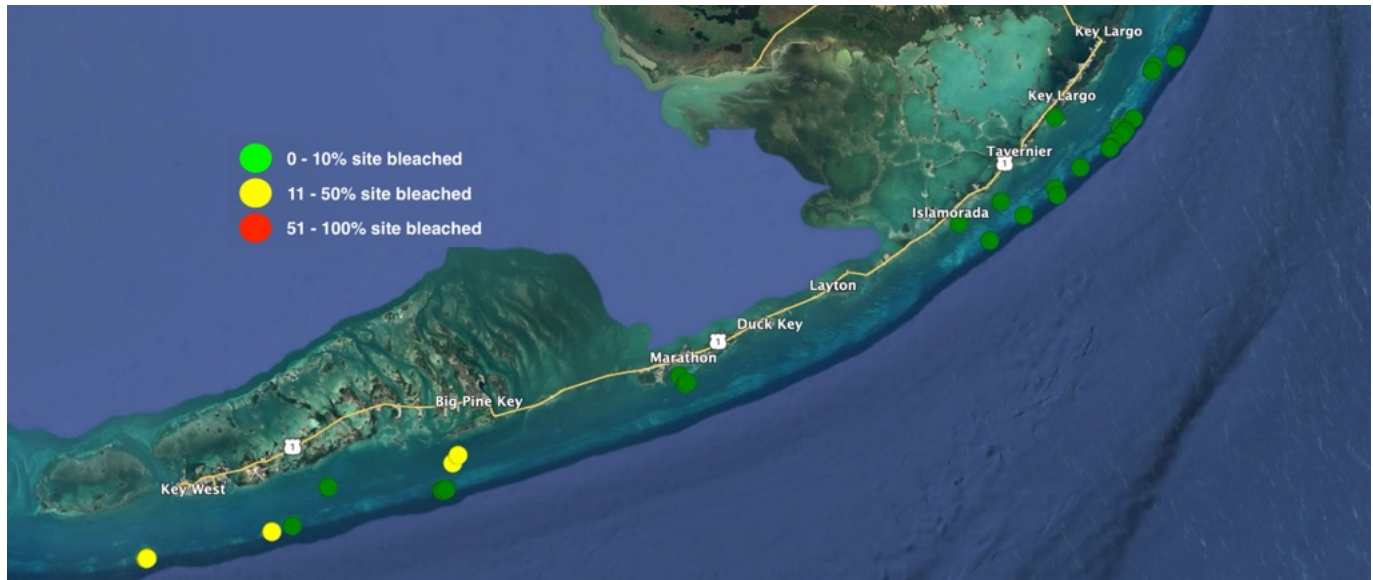 Key Largo
Key Largo
0 - 10% site bleached
Tavernier
1
11 - 50% site bleached
Islamorada
51 - 100% site bleached
Layton
Duck Key
1
Marathon
Big Pine Key
1
Key West